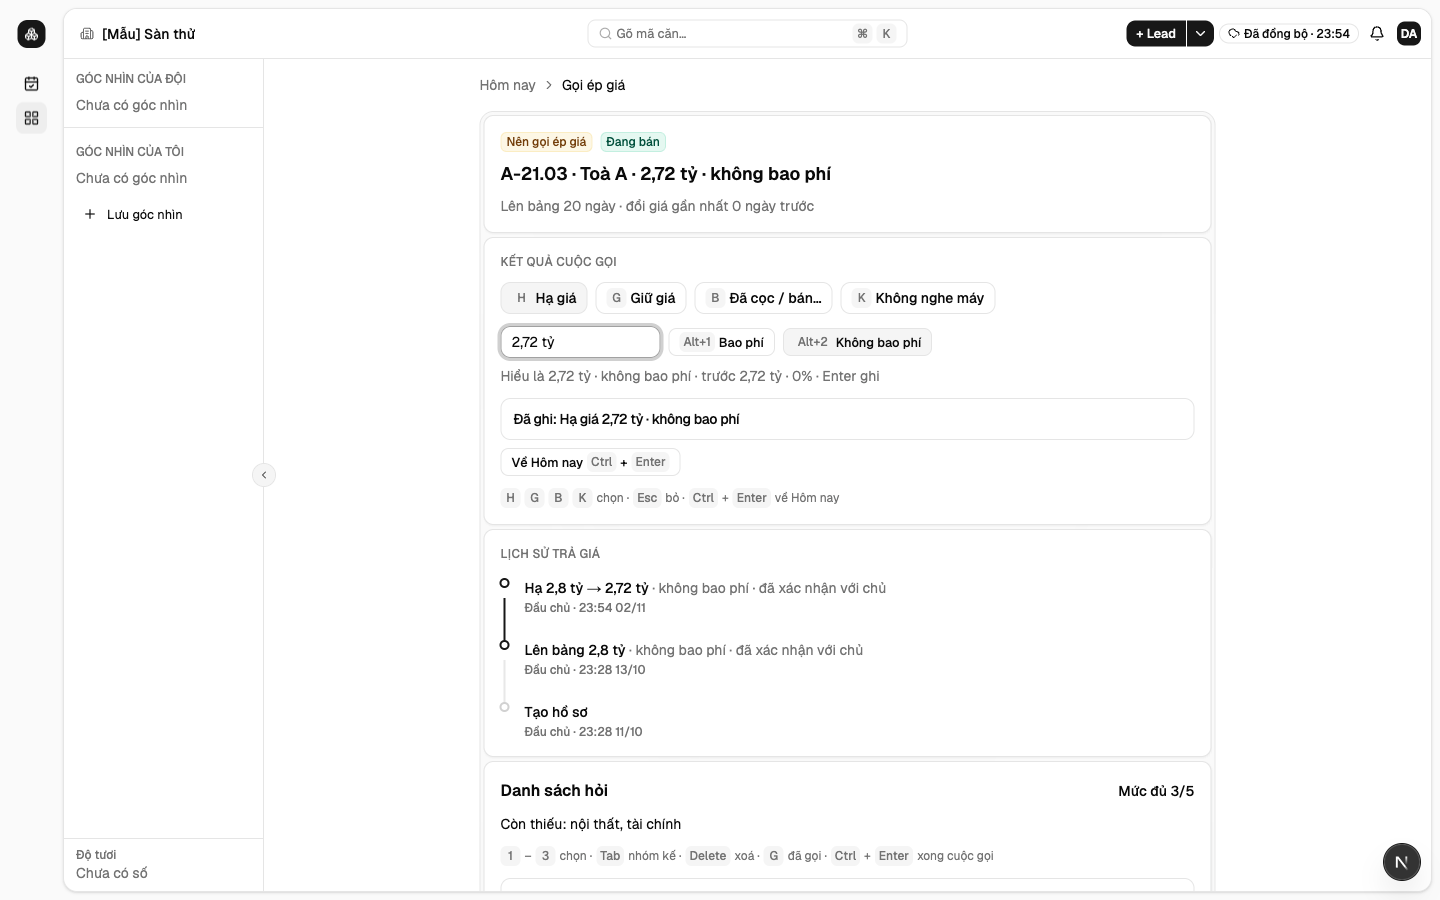 [Mẫu] Sàn thử
Gõ mã căn...
⌘ K
+ Lead
Đã đồng bộ · 23:54
DA
GÓC NHÌN CỦA ĐỘI
Chưa có góc nhìn
GÓC NHÌN CỦA TÔI
Chưa có góc nhìn
+ Lưu góc nhìn
Độ tươi
Chưa có số
Hôm nay > Gọi ép giá
Nên gọi ép giá Đang bán
A-21.03 · Toà A · 2,72 tỷ · không bao phí
Lên bảng 20 ngày · đổi giá gần nhất 0 ngày trước
KẾT QUẢ CUỘC GỌI
H Hạ giá G Giữ giá B Đã cọc / bán... K Không nghe máy
2,72 tỷ Alt+1 Bao phí Alt+2 Không bao phí
Hiểu là 2,72 tỷ · không bao phí · trước 2,72 tỷ · 0% · Enter ghi
Đã ghi: Hạ giá 2,72 tỷ · không bao phí
Về Hôm nay Ctrl + Enter
H G B K chọn · Esc bỏ · Ctrl + Enter về Hôm nay
LỊCH SỬ TRẢ GIÁ
Hạ 2,8 tỷ → 2,72 tỷ · không bao phí · đã xác nhận với chủ
Đầu chủ · 23:54 02/11
Lên bảng 2,8 tỷ · không bao phí · đã xác nhận với chủ
Đầu chủ · 23:28 13/10
Tạo hồ sơ
Đầu chủ · 23:28 11/10
Danh sách hỏi Mức đủ 3/5
Còn thiếu: nội thất, tài chính
1 – 3 chọn · Tab nhóm kế · Delete xoá · G đã gọi · Ctrl + Enter xong cuộc gọi
N